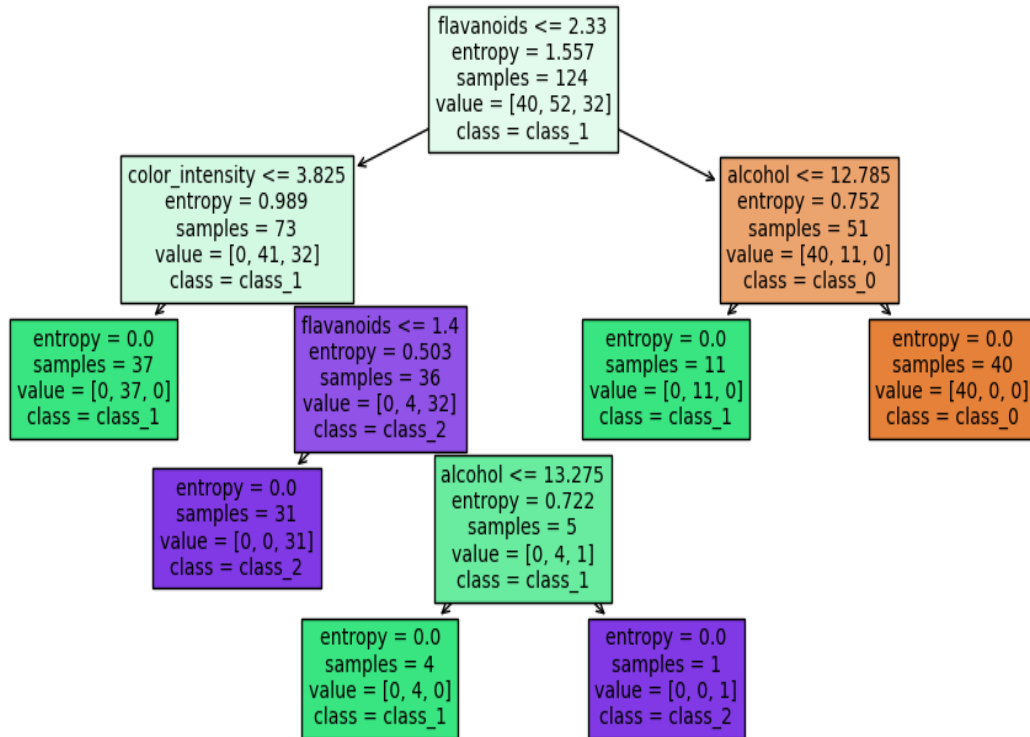 flavanoids <= 2.33
entropy = 1.557
samples = 124
value = [40, 52, 32]
class = class_1
color_intensity <= 3.825
entropy = 0.989
samples = 73
value = [0, 41, 32]
class = class_1
alcohol <= 12.785
entropy = 0.752
samples = 51
value = [40, 11, 0]
class = class_0
entropy = 0.0
samples = 37
value = [0, 37, 0]
class = class_1
flavanoids <= 1.4
entropy = 0.503
samples = 36
value = [0, 4, 32]
class = class_2
entropy = 0.0
samples = 11
value = [0, 11, 0]
class = class_1
entropy = 0.0
samples = 40
value = [40, 0, 0]
class = class_0
entropy = 0.0
samples = 31
value = [0, 0, 31]
class = class_2
alcohol <= 13.275
entropy = 0.722
samples = 5
value = [0, 4, 1]
class = class_1
entropy = 0.0
samples = 4
value = [0, 4, 0]
class = class_1
entropy = 0.0
samples = 1
value = [0, 0, 1]
class = class_2